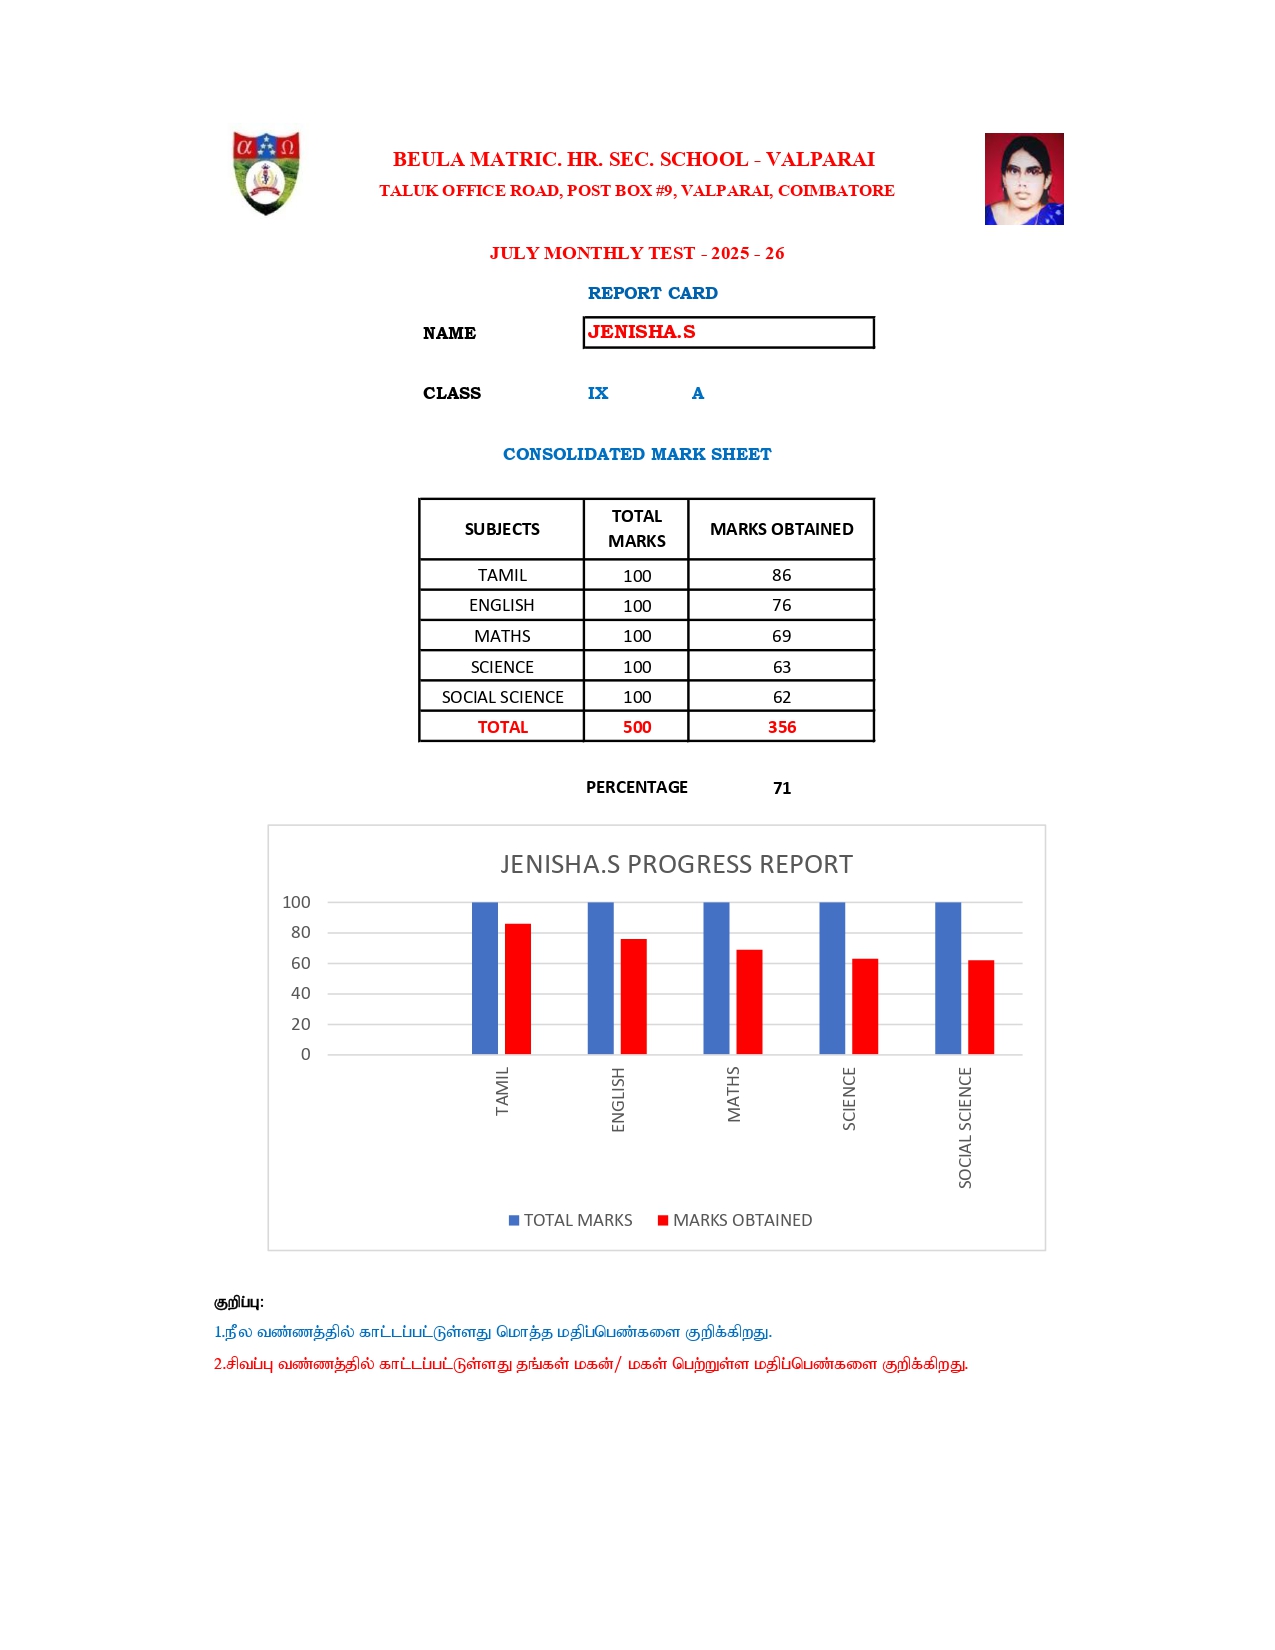 α Ω
BEULA MATRIC. HR. SEC. SCHOOL - VALPARAI
TALUK OFFICE ROAD, POST BOX #9, VALPARAI, COIMBATORE
JULY MONTHLY TEST - 2025 - 26
REPORT CARD
NAME JENISHA.S
CLASS IX A
CONSOLIDATED MARK SHEET
SUBJECTS TOTAL MARKS MARKS OBTAINED
TAMIL 100 86
ENGLISH 100 76
MATHS 100 69
SCIENCE 100 63
SOCIAL SCIENCE 100 62
TOTAL 500 356
PERCENTAGE 71
JENISHA.S PROGRESS REPORT
100
80
60
40
20
0
TAMIL ENGLISH MATHS SCIENCE SOCIAL SCIENCE
TOTAL MARKS MARKS OBTAINED
குறிப்பு:
1.நீல வண்ணத்தில் காட்டப்பட்டுள்ளது மொத்த மதிப்பெண்களை குறிக்கிறது.
2.சிவப்பு வண்ணத்தில் காட்டப்பட்டுள்ளது தங்கள் மகன்/ மகள் பெற்றுள்ள மதிப்பெண்களை குறிக்கிறது.